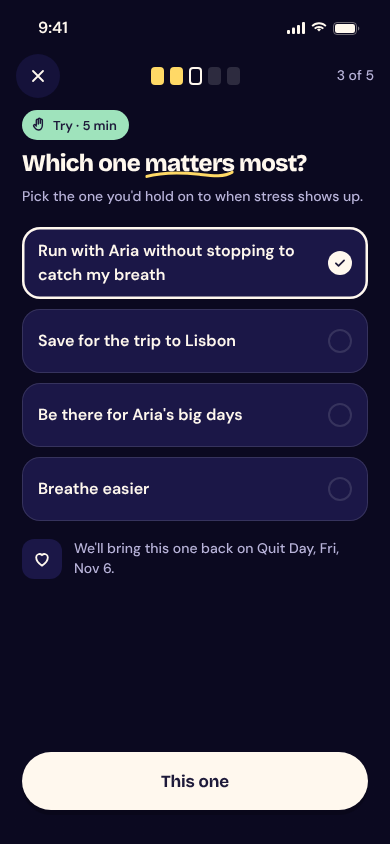 9:41
3 of 5
Try · 5 min
Which one matters most?
Pick the one you'd hold on to when stress shows up.
Run with Aria without stopping to
catch my breath
Save for the trip to Lisbon
Be there for Aria's big days
Breathe easier
We'll bring this one back on Quit Day, Fri,
Nov 6.
This one